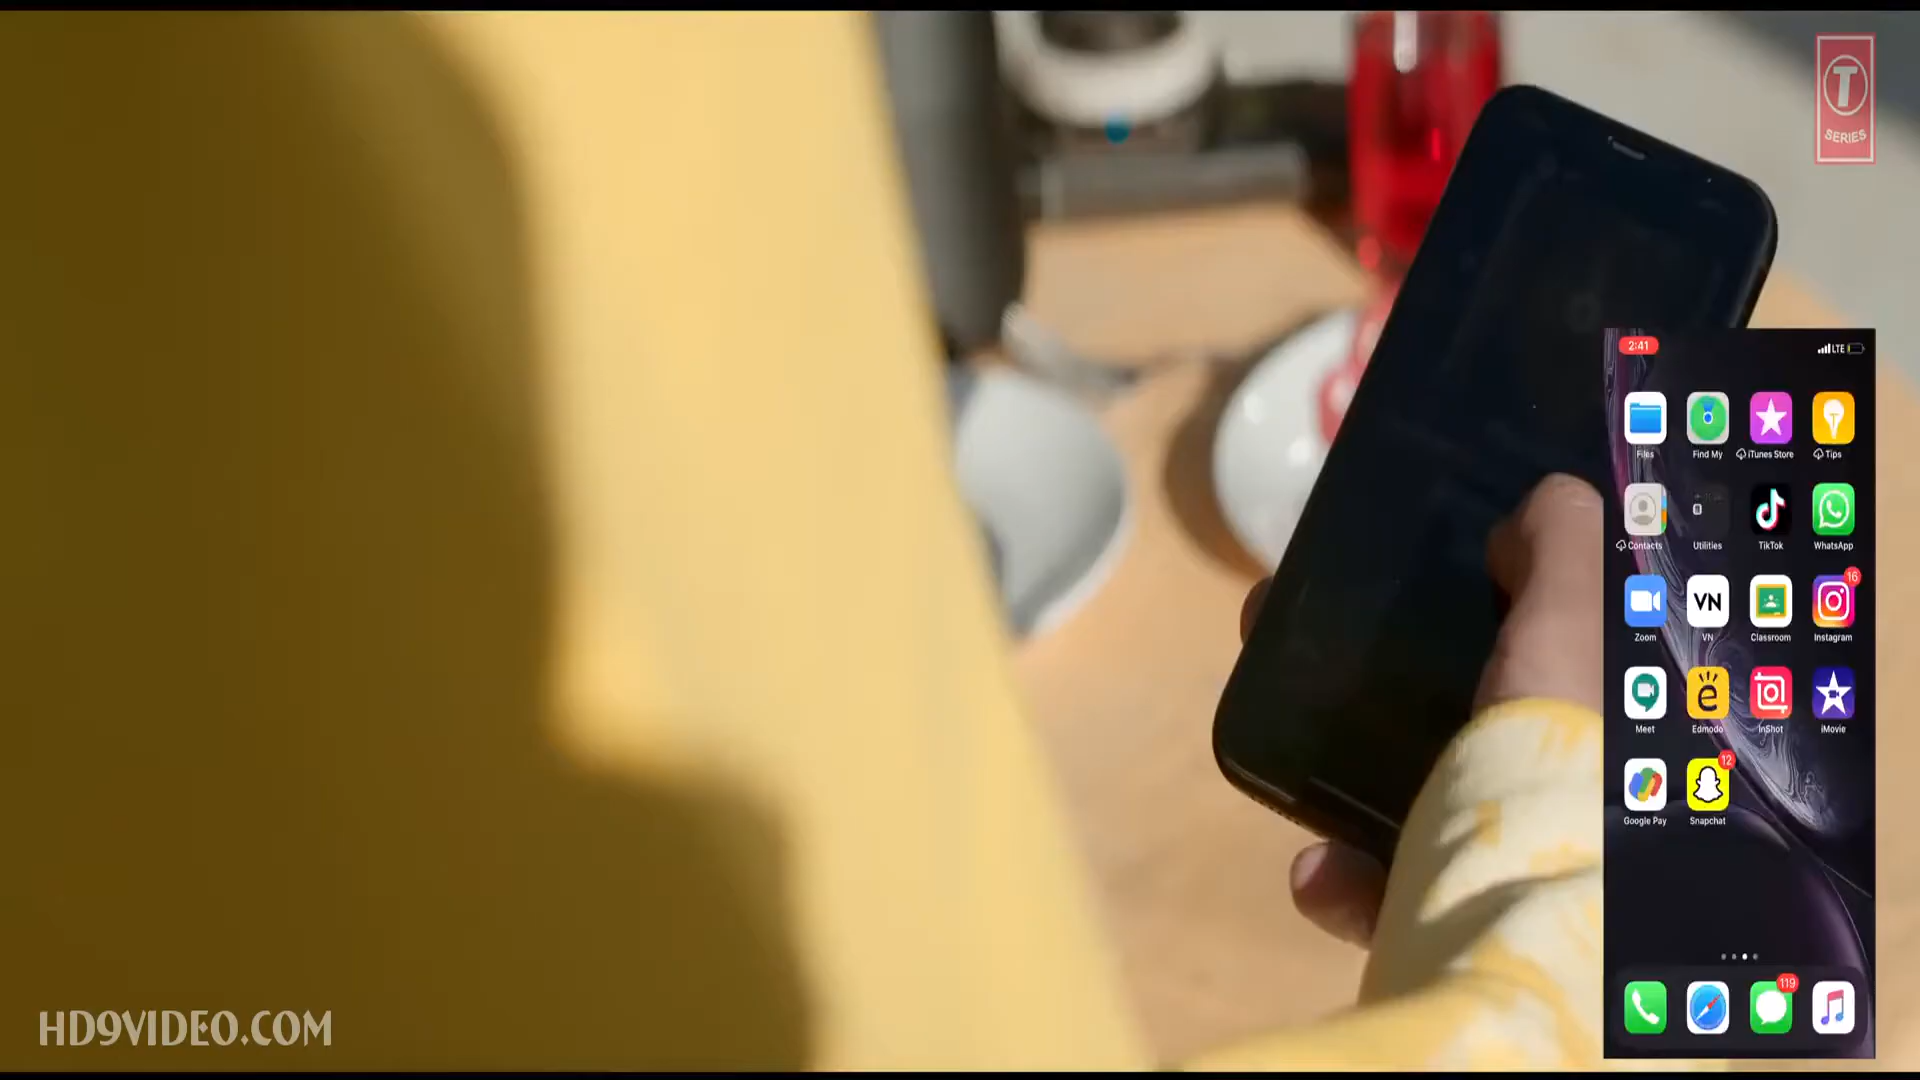 T
SERIES
2:41
LTE
Files
Find My
iTunes Store
Tips
Contacts
Utilities
TikTok
WhatsApp
16
Zoom
VN
VN
Classroom
Instagram
Meet
e
Edmodo
InShot
iMovie
12
Google Pay
Snapchat
119
HD9VIDEO.COM